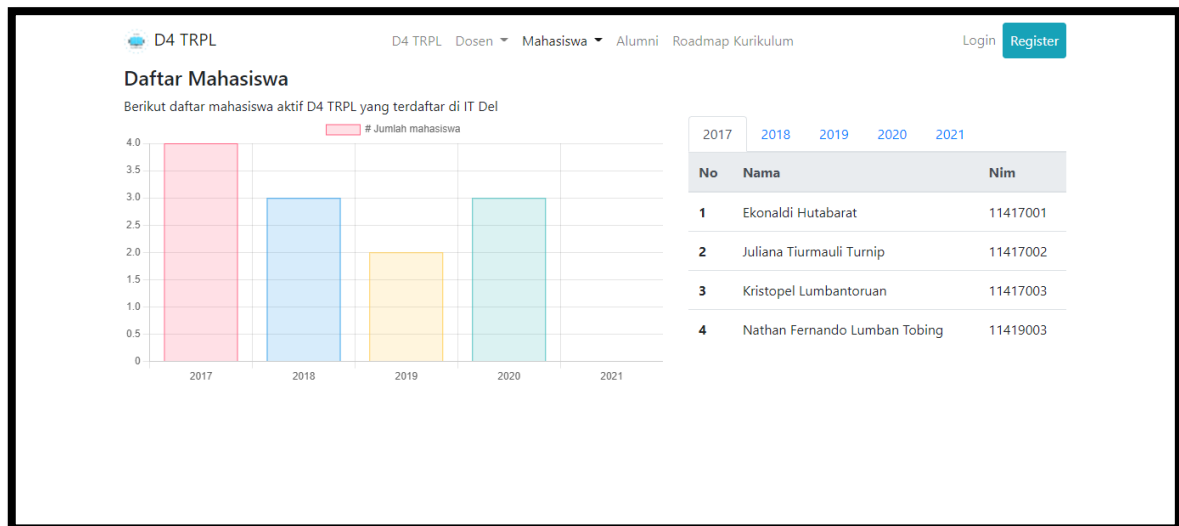 D4 TRPL D4 TRPL Dosen Mahasiswa Alumni Roadmap Kurikulum Login Register
Daftar Mahasiswa
Berikut daftar mahasiswa aktif D4 TRPL yang terdaftar di IT Del
# Jumlah mahasiswa
4.0
3.5
3.0
2.5
2.0
1.5
1.0
0.5
0
2017 2018 2019 2020 2021
2017 2018 2019 2020 2021
No Nama Nim
1 Ekonaldi Hutabarat 11417001
2 Juliana Tiurmauli Turnip 11417002
3 Kristopel Lumbantoruan 11417003
4 Nathan Fernando Lumban Tobing 11419003